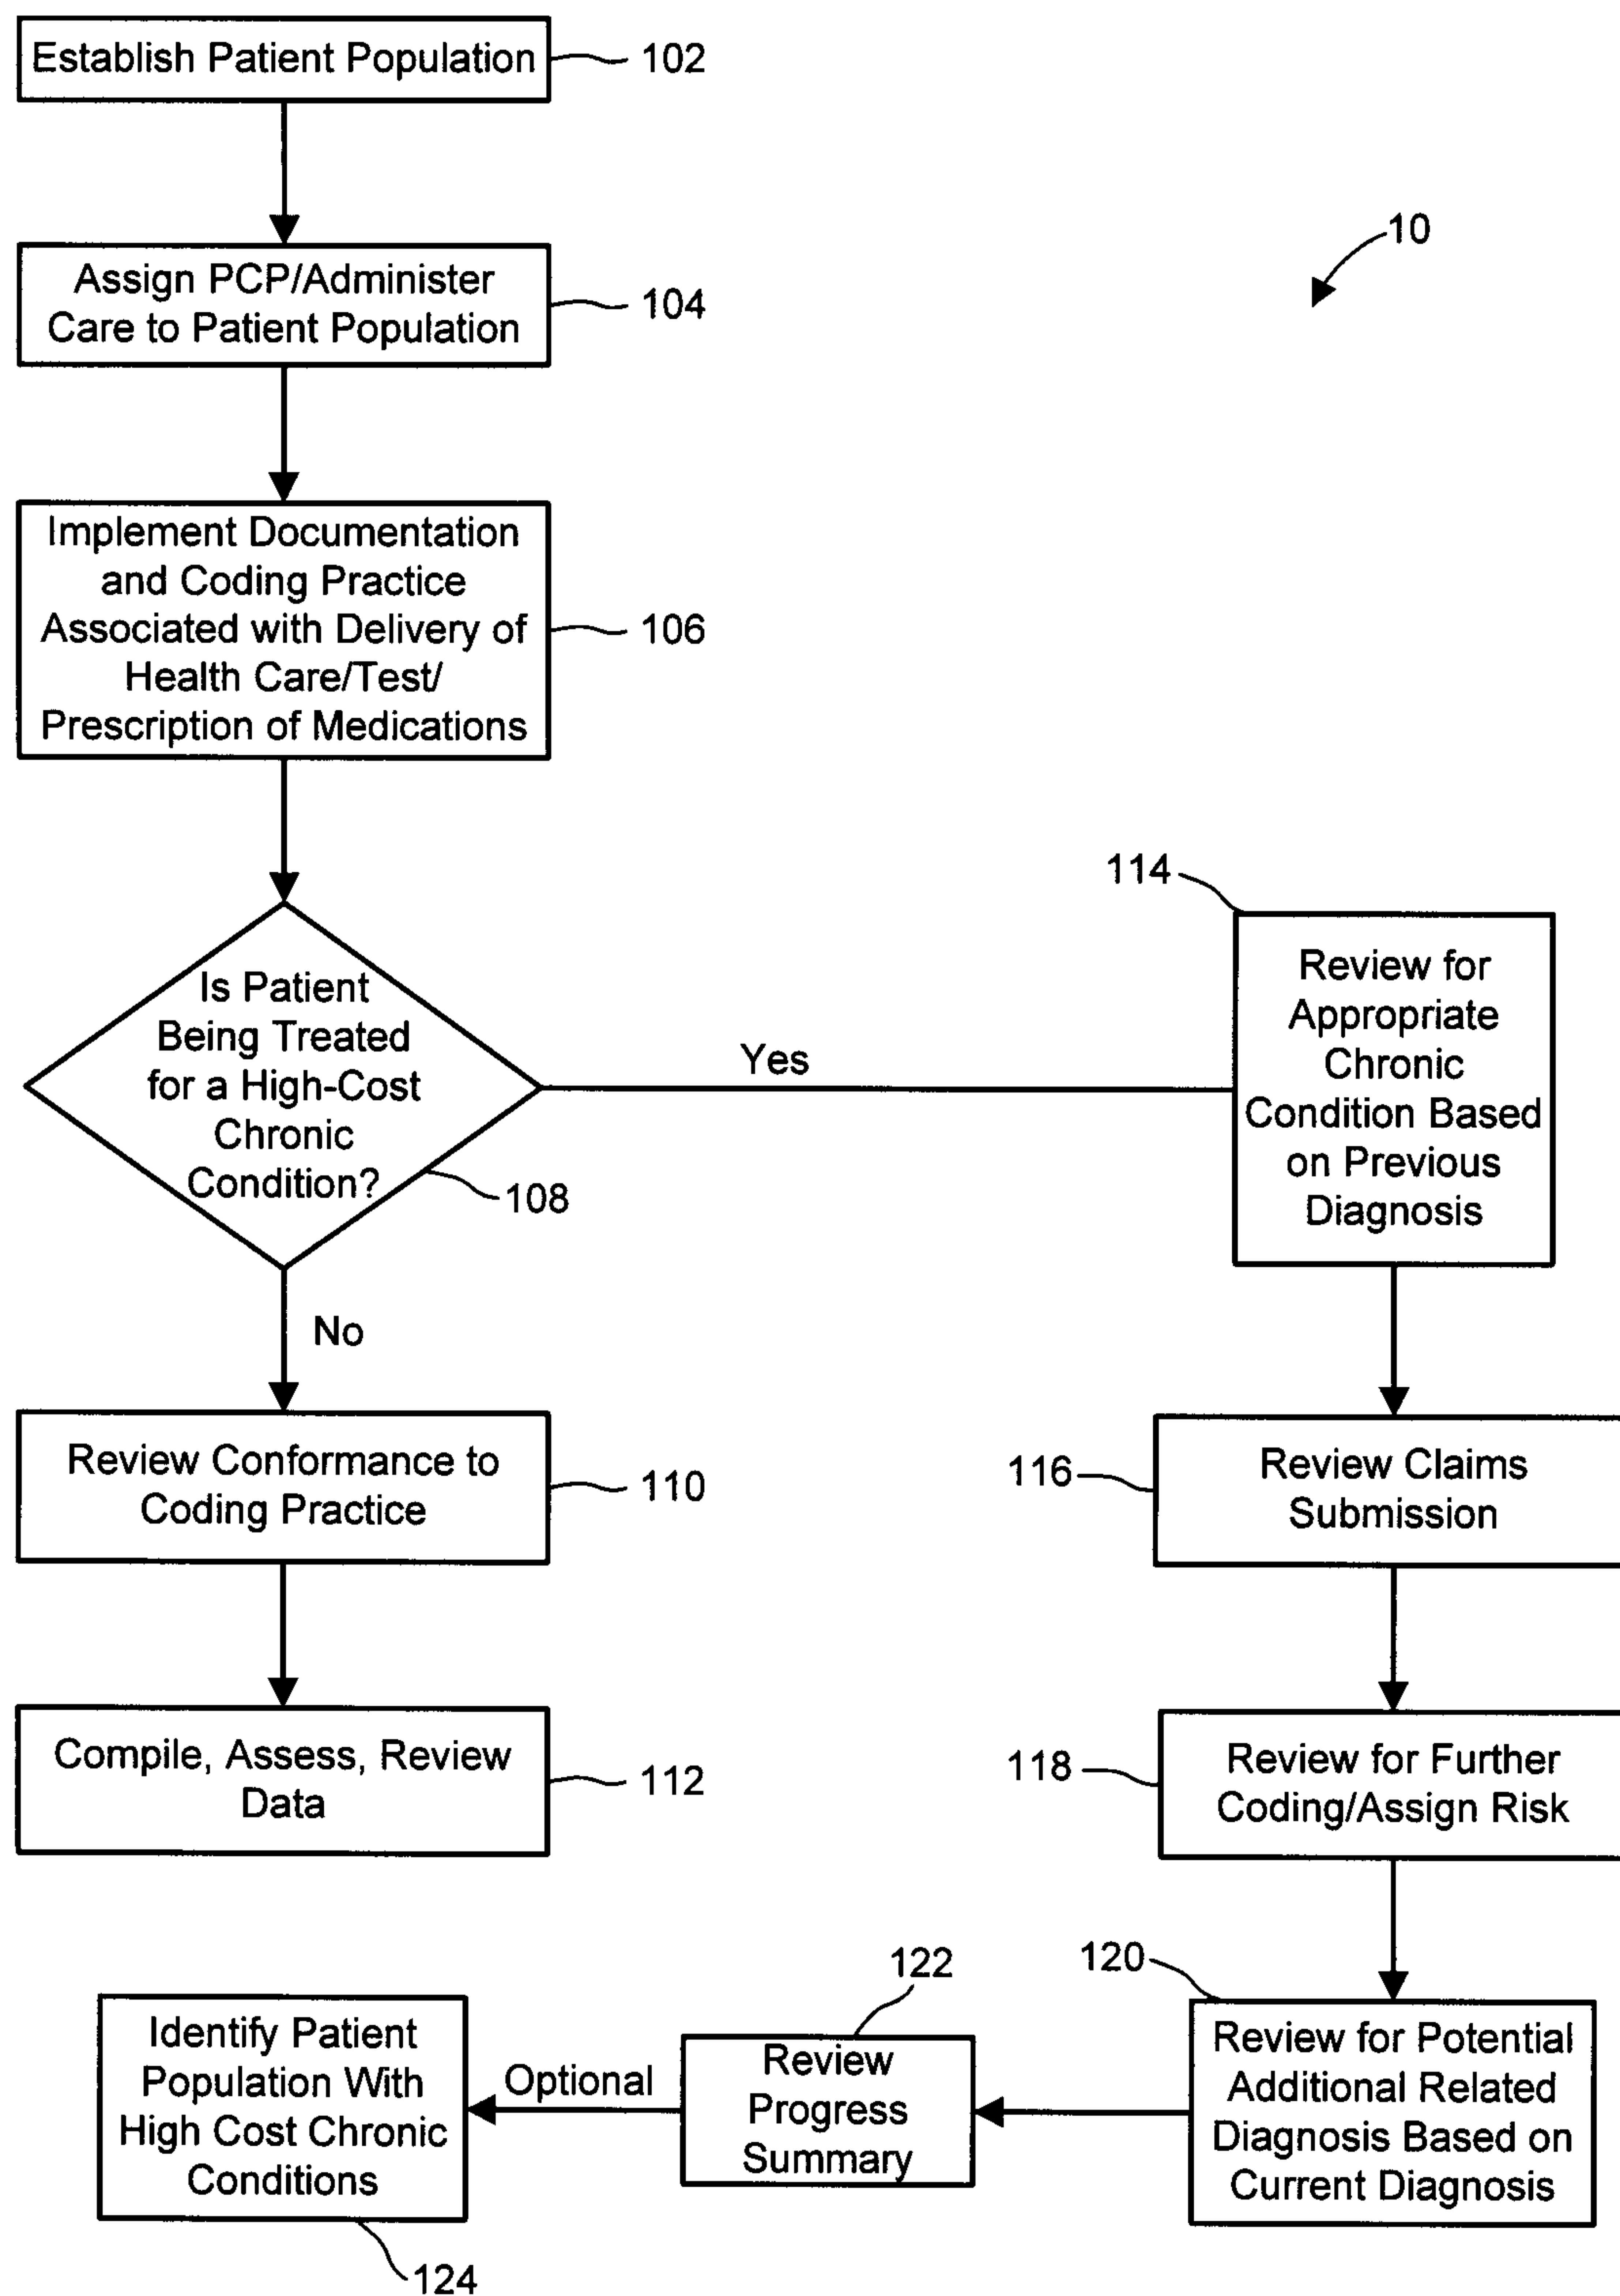 Establish Patient Population
102
10
Assign PCP/Administer
Care to Patient Population
104
Implement Documentation
and Coding Practice
Associated with Delivery of
Health Care/Test/
Prescription of Medications
106
Is Patient
Being Treated
for a High-Cost
Chronic
Condition?
108
Yes
No
114
Review for
Appropriate
Chronic
Condition Based
on Previous
Diagnosis
Review Conformance to
Coding Practice
110
116
Review Claims
Submission
Compile, Assess, Review
Data
112
118
Review for Further
Coding/Assign Risk
120
Review for Potential
Additional Related
Diagnosis Based on
Current Diagnosis
122
Review
Progress
Summary
Optional
Identify Patient
Population With
High Cost Chronic
Conditions
124